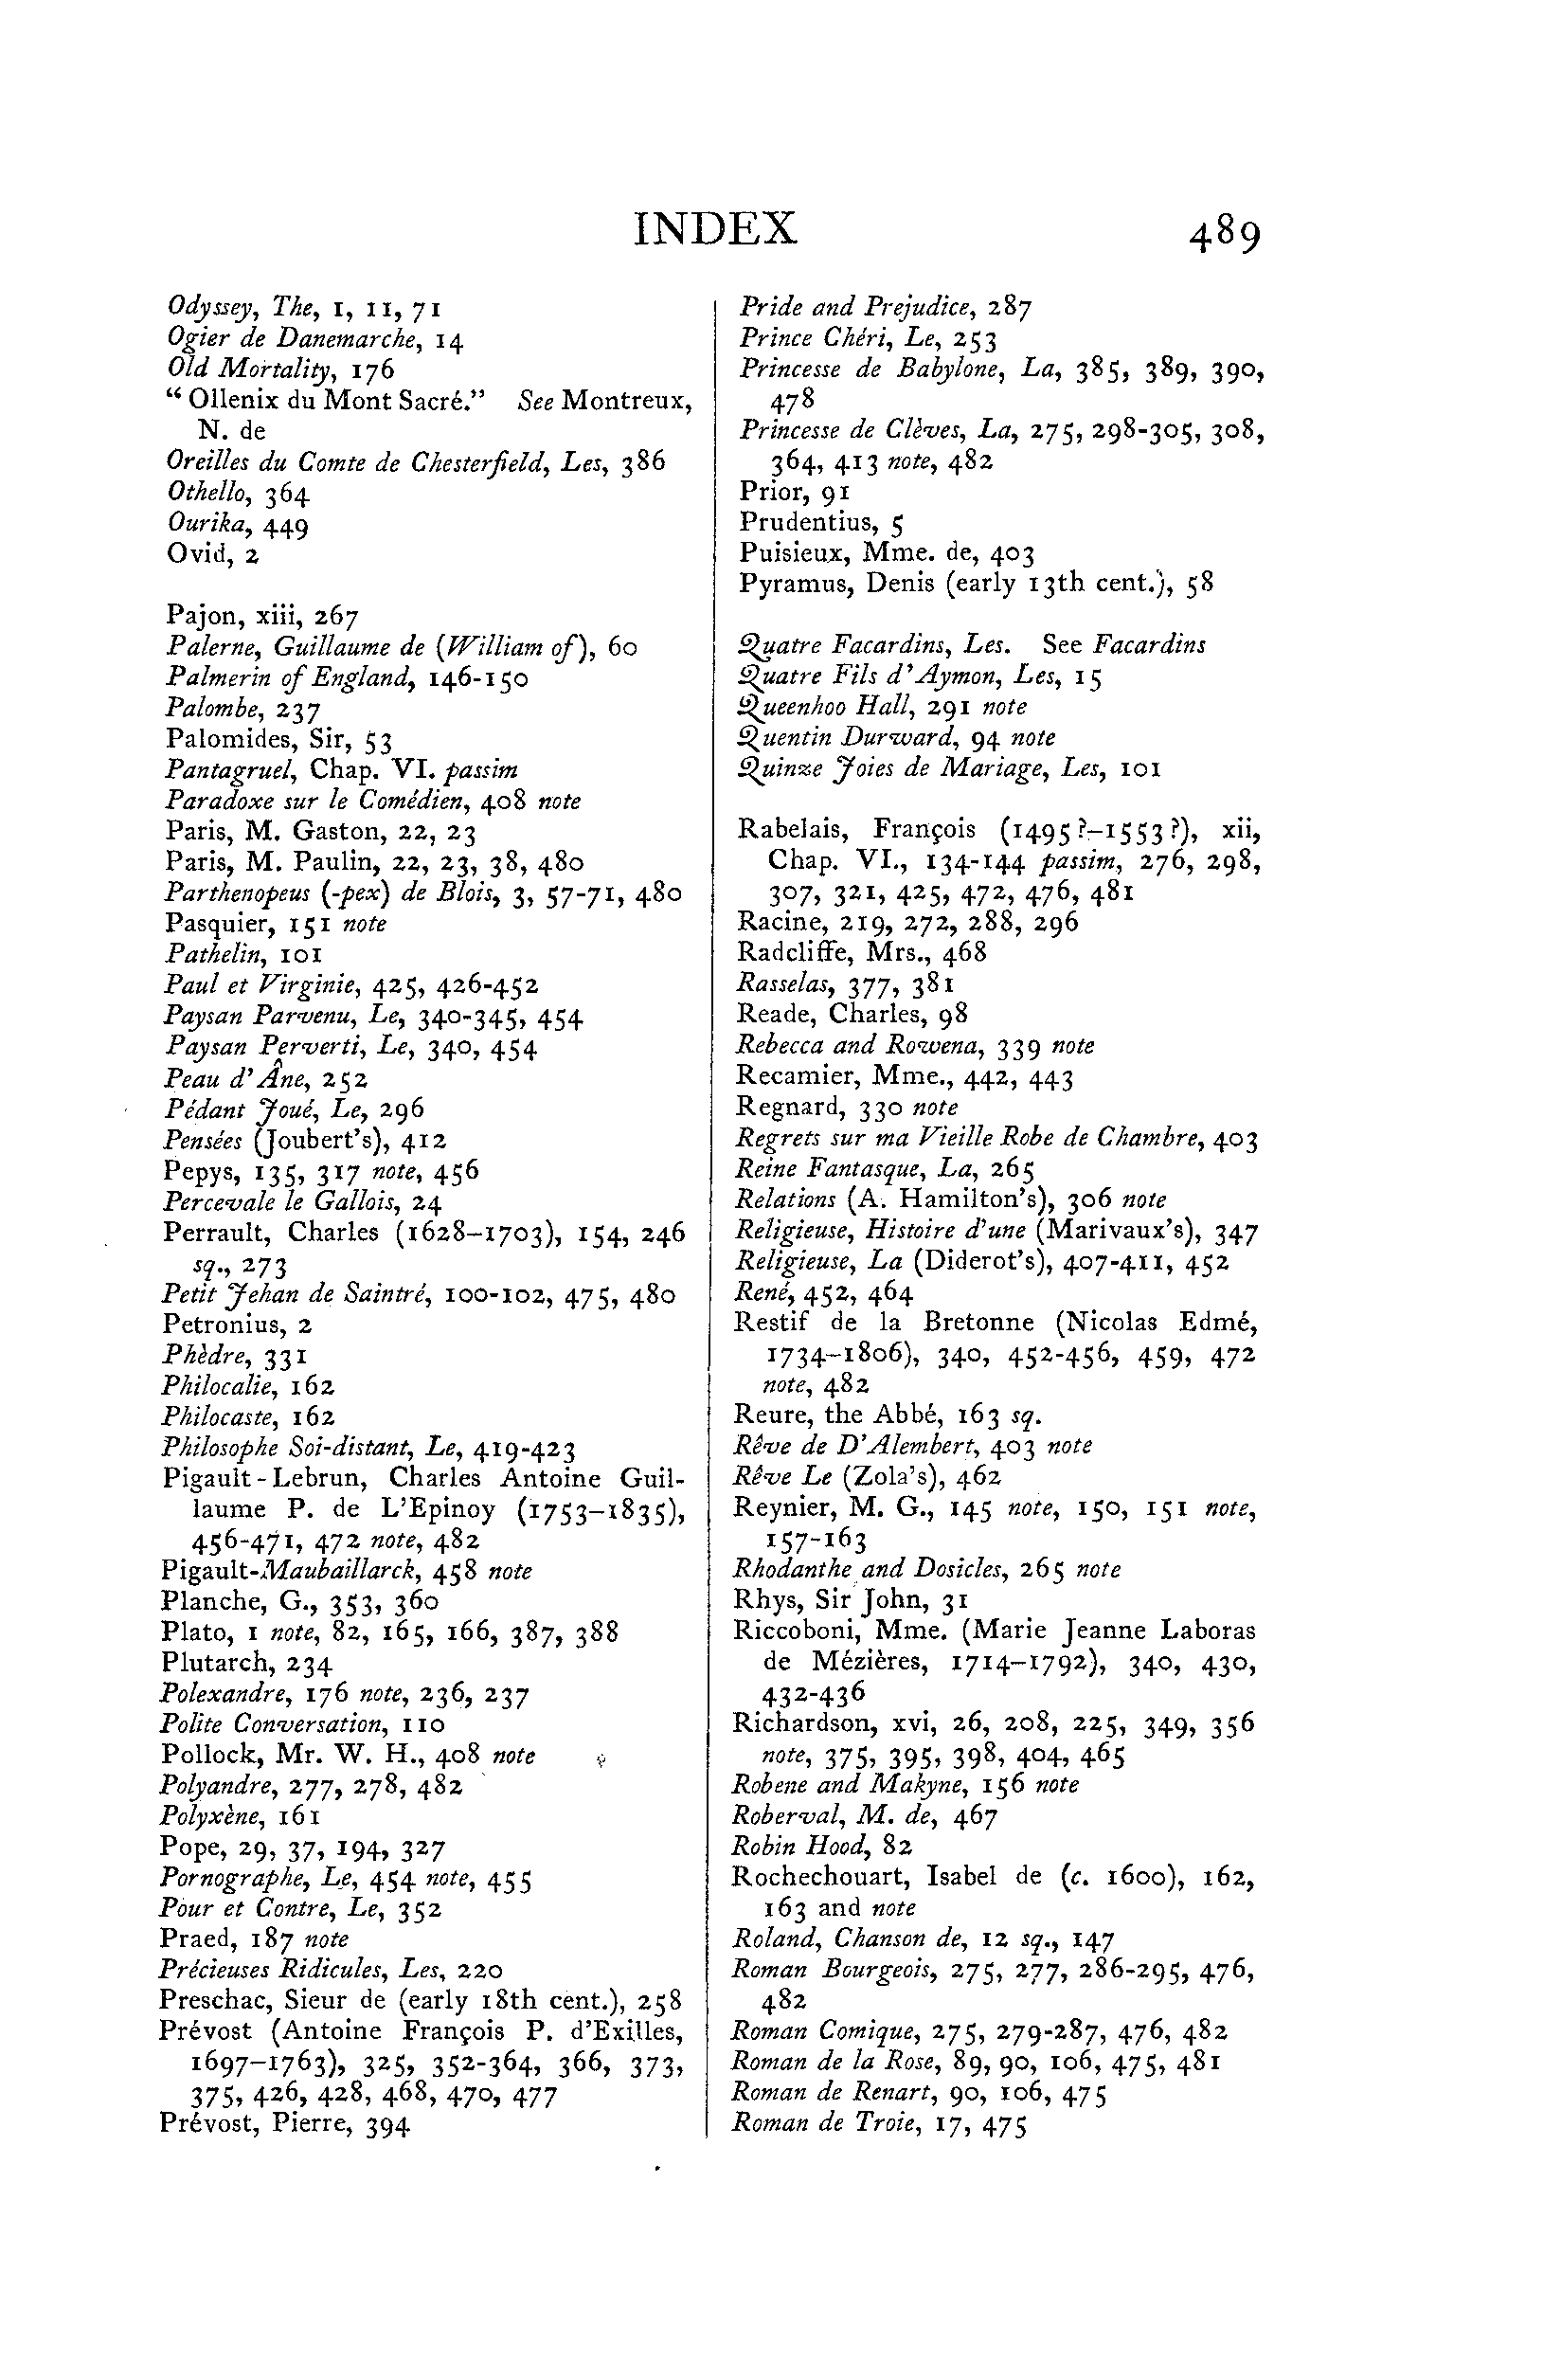 INDEX 489
Odyssey, The, 1, 11, 71
Ogier de Danemarche, 14
Old Mortality, 176
“ Ollenix du Mont Sacré.” See Montreux,
N. de
Oreilles du Comte de Chesterfield, Les, 386
Othello, 364
Ourika, 449
Ovid, 2
Pajon, xiii, 267
Palerne, Guillaume de (William of), 60
Palmerin of England, 146-150
Palombe, 237
Palomides, Sir, 53
Pantagruel, Chap. VI. passim
Paradoxe sur le Comédien, 408 note
Paris, M. Gaston, 22, 23
Paris, M. Paulin, 22, 23, 38, 480
Parthenopeus (-pex) de Blois, 3, 57-71, 480
Pasquier, 151 note
Pathelin, 101
Paul et Virginie, 425, 426-452
Paysan Parvenu, Le, 340-345, 454
Paysan Perverti, Le, 340, 454
Peau d’Âne, 252
Pédant Joué, Le, 296
Pensées (Joubert’s), 412
Pepys, 135, 317 note, 456
Percevale le Gallois, 24
Perrault, Charles (1628–1703), 154, 246
sq., 273
Petit Jehan de Saintré, 100-102, 475, 480
Petronius, 2
Phèdre, 331
Philocalie, 162
Philocaste, 162
Philosophe Soi-distant, Le, 419-423
Pigault-Lebrun, Charles Antoine Guil-
laume P. de L’Epinoy (1753–1835),
456-471, 472 note, 482
Pigault-Maubaillarck, 458 note
Planche, G., 353, 360
Plato, 1 note, 82, 165, 166, 387, 388
Plutarch, 234
Polexandre, 176 note, 236, 237
Polite Conversation, 110
Pollock, Mr. W. H., 408 note
Polyandre, 277, 278, 482
Polyxène, 161
Pope, 29, 37, 194, 327
Pornographe, Le, 454 note, 455
Pour et Contre, Le, 352
Praed, 187 note
Précieuses Ridicules, Les, 220
Preschac, Sieur de (early 18th cent.), 258
Prévost (Antoine François P. d’Exilles,
1697–1763), 325, 352-364, 366, 373,
375, 426, 428, 468, 470, 477
Prévost, Pierre, 394
Pride and Prejudice, 287
Prince Chéri, Le, 253
Princesse de Babylone, La, 385, 389, 390,
478
Princesse de Clèves, La, 275, 298-305, 308,
364, 413 note, 482
Prior, 91
Prudentius, 5
Puisieux, Mme. de, 403
Pyramus, Denis (early 13th cent.), 58
Quatre Facardins, Les. See Facardins
Quatre Fils d’Aymon, Les, 15
Queenhoo Hall, 291 note
Quentin Durward, 94 note
Quinze Joies de Mariage, Les, 101
Rabelais, François (1495?–1553?), xii,
Chap. VI., 134-144 passim, 276, 298,
307, 321, 425, 472, 476, 481
Racine, 219, 272, 288, 296
Radcliffe, Mrs., 468
Rasselas, 377, 381
Reade, Charles, 98
Rebecca and Rowena, 339 note
Recamier, Mme., 442, 443
Regnard, 330 note
Regrets sur ma Vieille Robe de Chambre, 403
Reine Fantasque, La, 265
Relations (A. Hamilton’s), 306 note
Religieuse, Histoire d’une (Marivaux’s), 347
Religieuse, La (Diderot’s), 407-411, 452
René, 452, 464
Restif de la Bretonne (Nicolas Edmé,
1734–1806), 340, 452-456, 459, 472
note, 482
Reure, the Abbé, 163 sq.
Rêve de D’Alembert, 403 note
Rêve Le (Zola’s), 462
Reynier, M. G., 145 note, 150, 151 note,
157-163
Rhodanthe and Dosicles, 265 note
Rhys, Sir John, 31
Riccoboni, Mme. (Marie Jeanne Laboras
de Mézières, 1714–1792), 340, 430,
432-436
Richardson, xvi, 26, 208, 225, 349, 356
note, 375, 395, 398, 404, 465
Robene and Makyne, 156 note
Roberval, M. de, 467
Robin Hood, 82
Rochechouart, Isabel de (c. 1600), 162,
163 and note
Roland, Chanson de, 12 sq., 147
Roman Bourgeois, 275, 277, 286-295, 476,
482
Roman Comique, 275, 279-287, 476, 482
Roman de la Rose, 89, 90, 106, 475, 481
Roman de Renart, 90, 106, 475
Roman de Troie, 17, 475